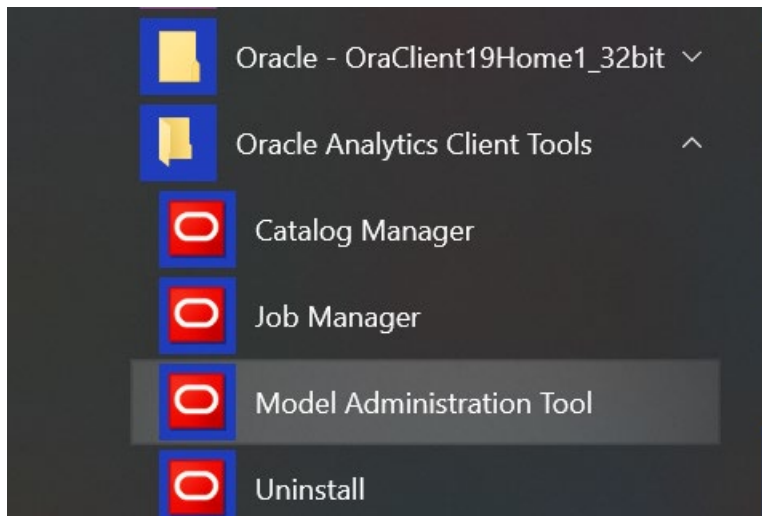 Oracle - OraClient19Home1_32bit
Oracle Analytics Client Tools
Catalog Manager
Job Manager
Model Administration Tool
Uninstall